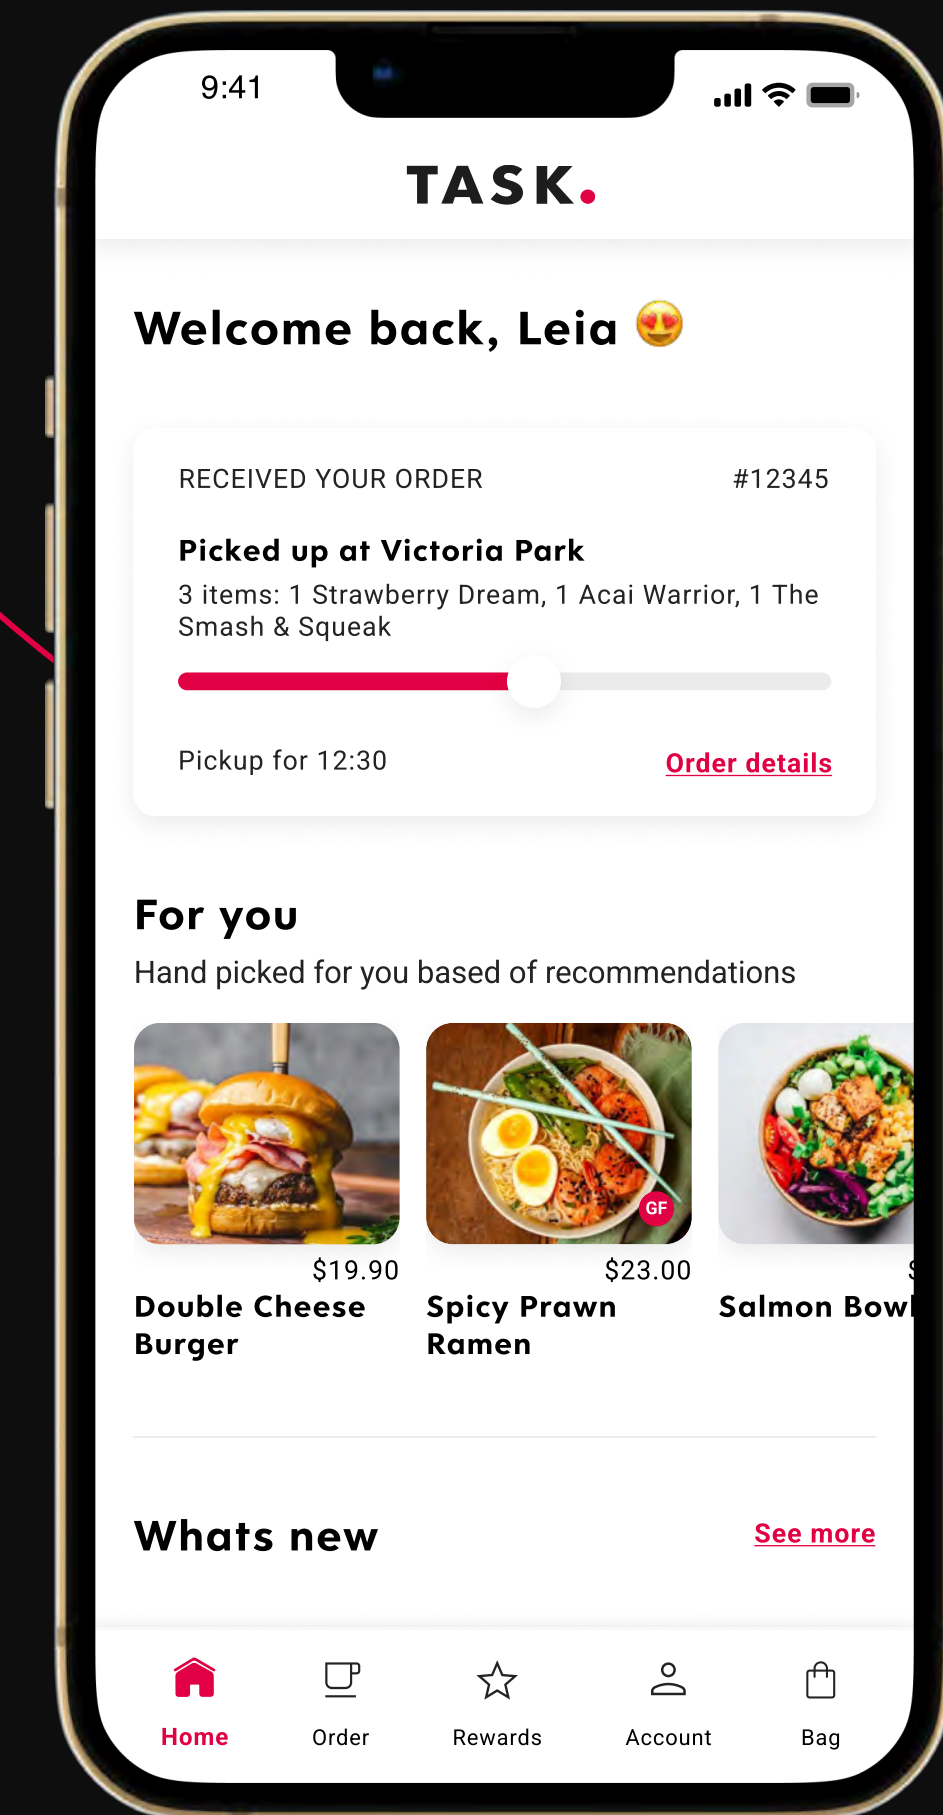 9:41
TASK.
Welcome back, Leia
RECEIVED YOUR ORDER #12345
Picked up at Victoria Park
3 items: 1 Strawberry Dream, 1 Acai Warrior, 1 The
Smash & Squeak
Pickup for 12:30 Order details
For you
Hand picked for you based of recommendations
GF
$19.90 $23.00 $
Double Cheese Spicy Prawn Salmon Bowl
Burger Ramen
Whats new See more
Home Order Rewards Account Bag